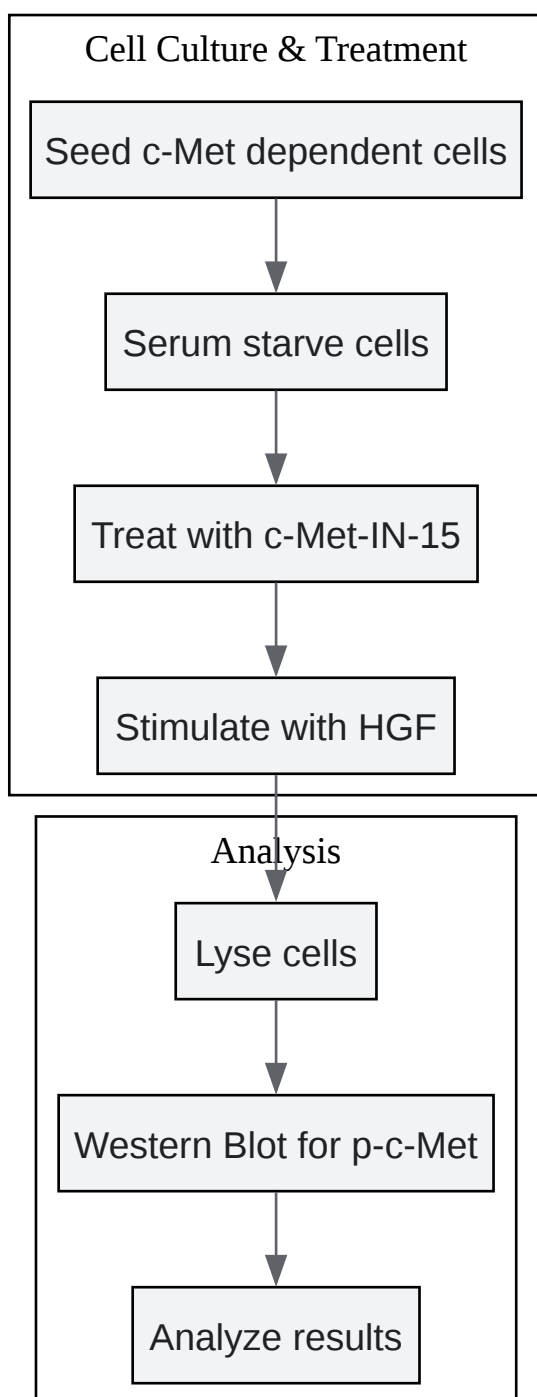 Cell Culture & Treatment
Seed c-Met dependent cells
Serum starve cells
Treat with c-Met-IN-15
Stimulate with HGF
Analysis
Lyse cells
Western Blot for p-c-Met
Analyze results